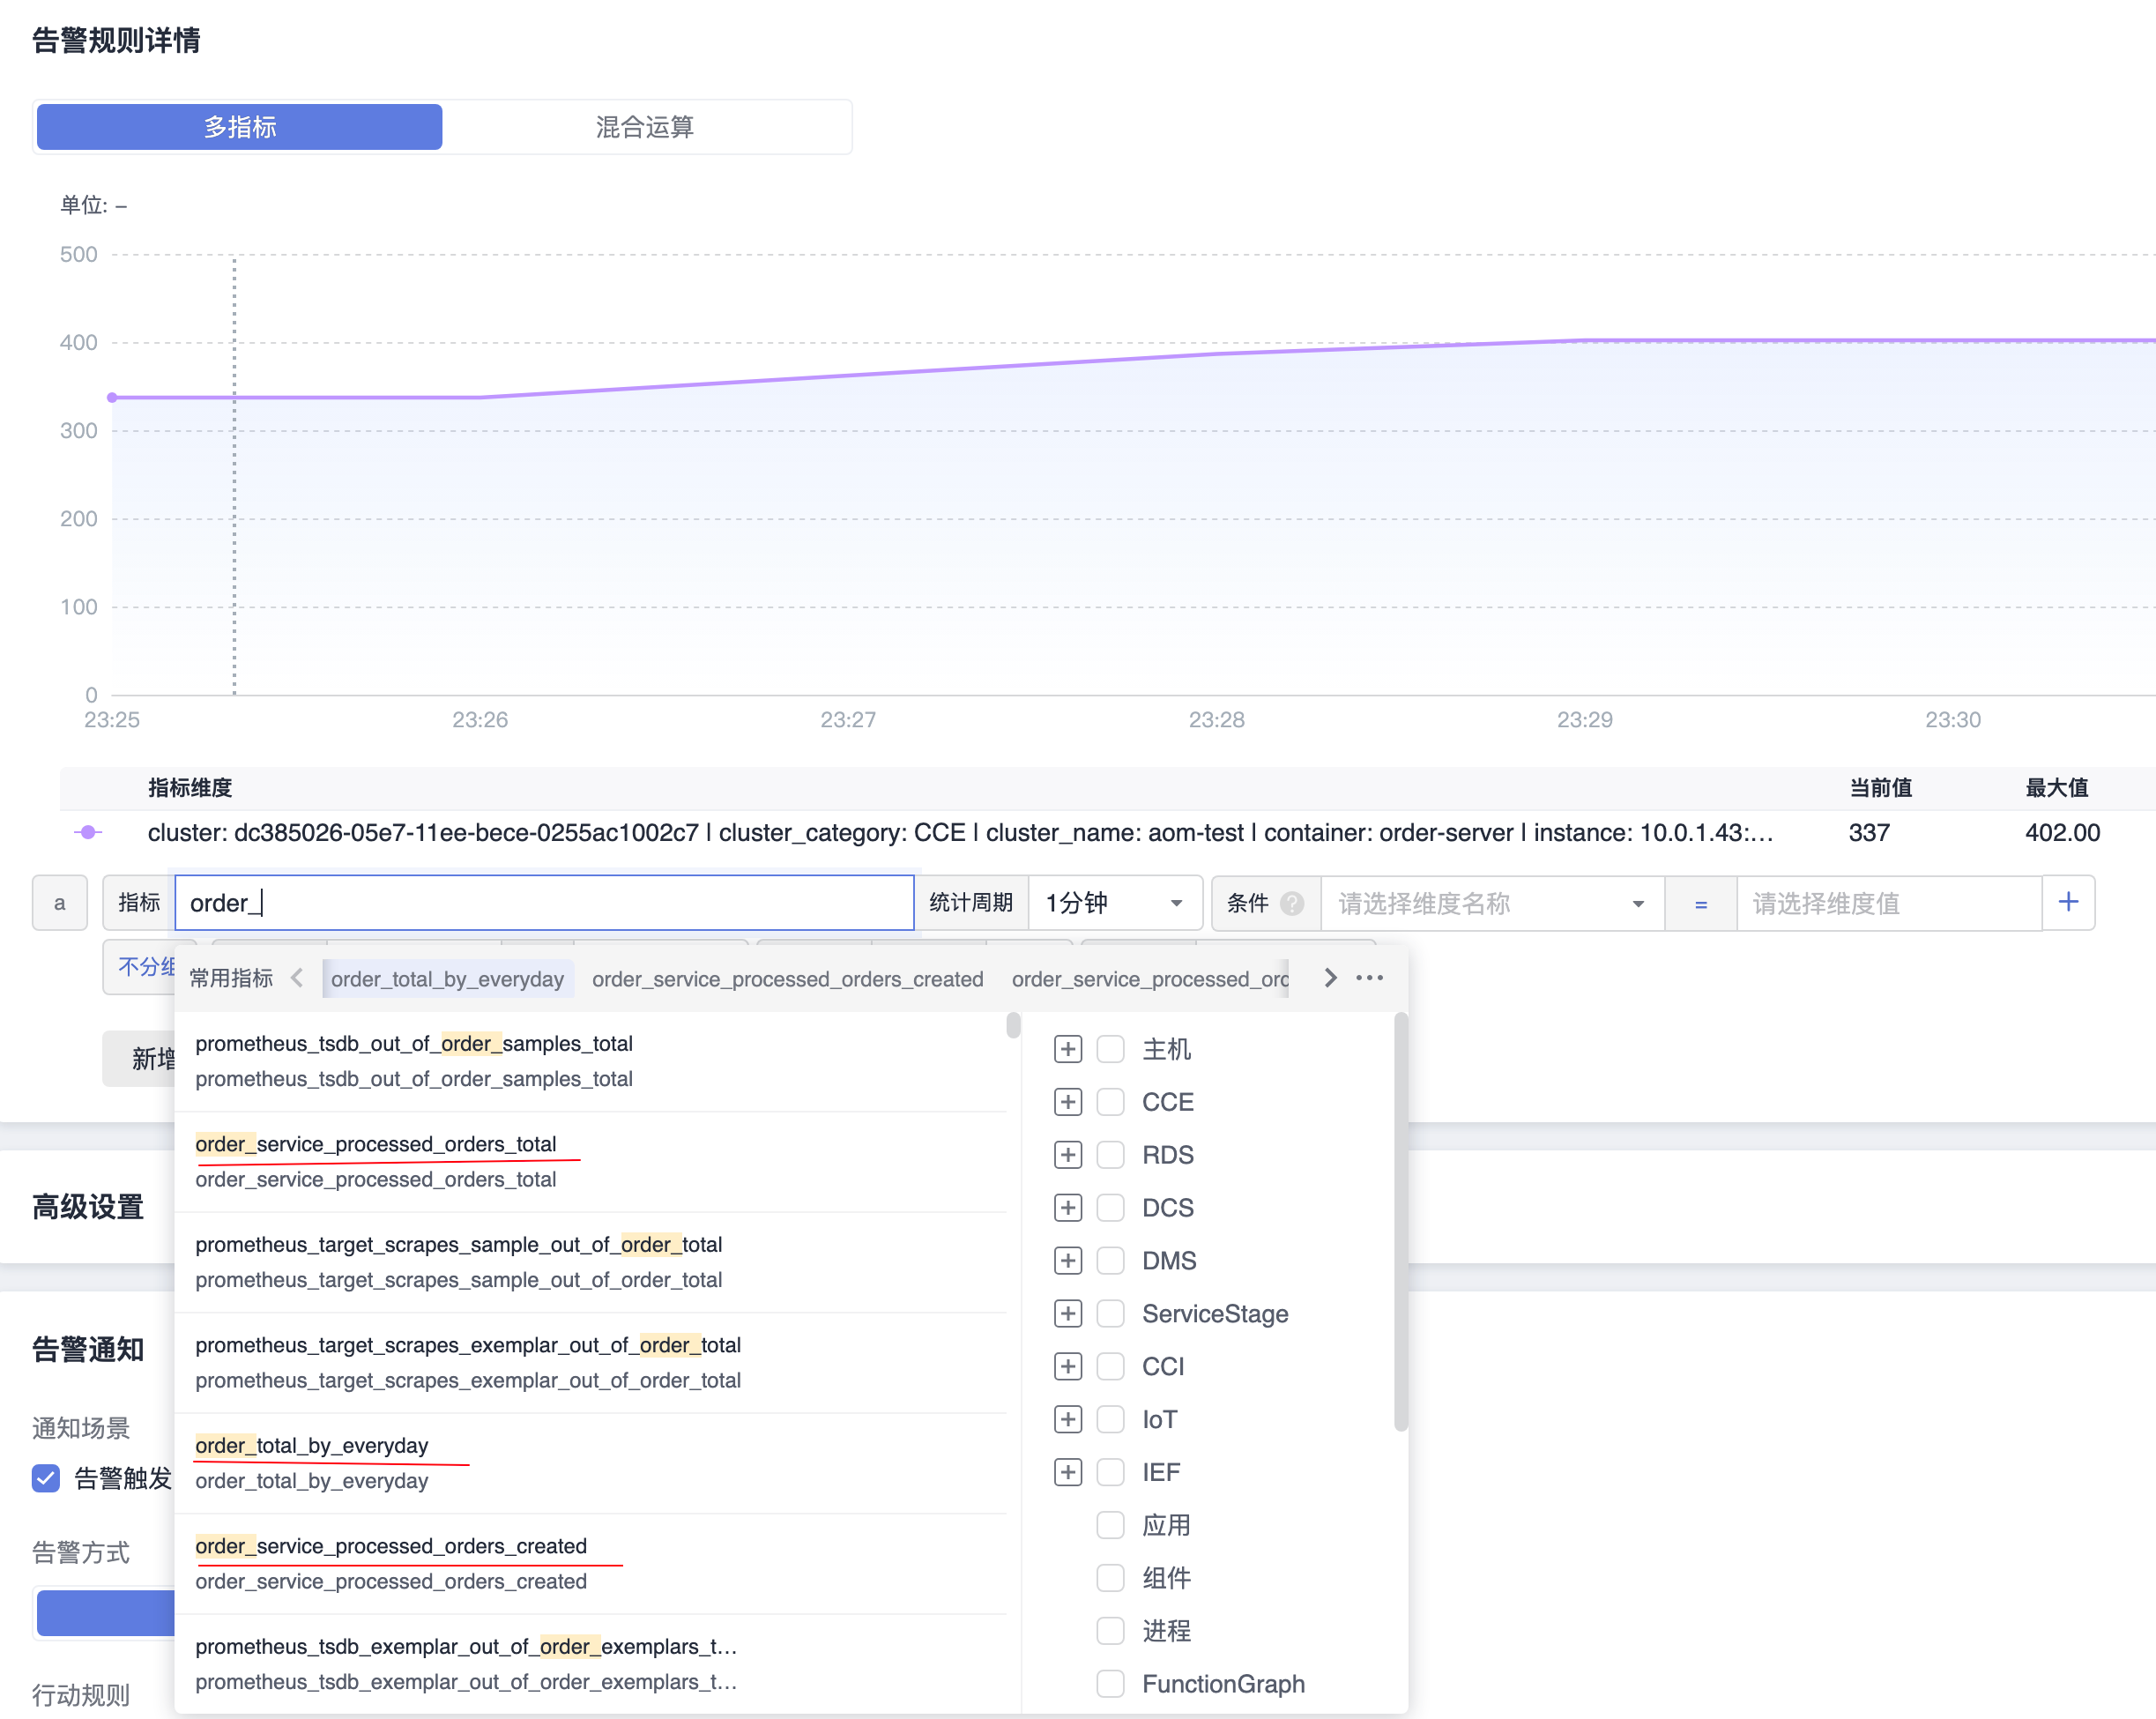 告警规则详情
多指标 混合运算
单位: –
500
400
300
200
100
0
23:25 23:26 23:27 23:28 23:29 23:30
指标维度 当前值 最大值
cluster: dc385026-05e7-11ee-bece-0255ac1002c7 | cluster_category: CCE | cluster_name: aom-test | container: order-server | instance: 10.0.1.43:... 337 402.00
a 指标 order_ 统计周期 1分钟 条件 ? 请选择维度名称 = 请选择维度值 +
不分组
常用指标 order_total_by_everyday order_service_processed_orders_created order_service_processed_ord ...
新增
prometheus_tsdb_out_of_order_samples_total
prometheus_tsdb_out_of_order_samples_total
order_service_processed_orders_total
order_service_processed_orders_total
prometheus_target_scrapes_sample_out_of_order_total
prometheus_target_scrapes_sample_out_of_order_total
prometheus_target_scrapes_exemplar_out_of_order_total
prometheus_target_scrapes_exemplar_out_of_order_total
order_total_by_everyday
order_total_by_everyday
order_service_processed_orders_created
order_service_processed_orders_created
prometheus_tsdb_exemplar_out_of_order_exemplars_t...
prometheus_tsdb_exemplar_out_of_order_exemplars_t...
主机
CCE
RDS
DCS
DMS
ServiceStage
CCI
IoT
IEF
应用
组件
进程
FunctionGraph
高级设置
告警通知
通知场景
告警触发
告警方式
行动规则